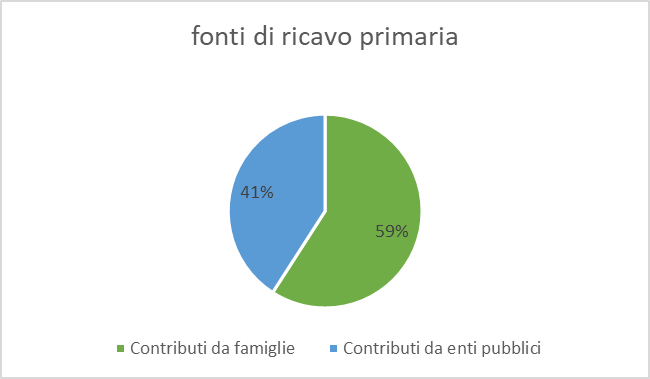 fonti di ricavo primaria
41%
59%
Contributi da famiglie
Contributi da enti pubblici